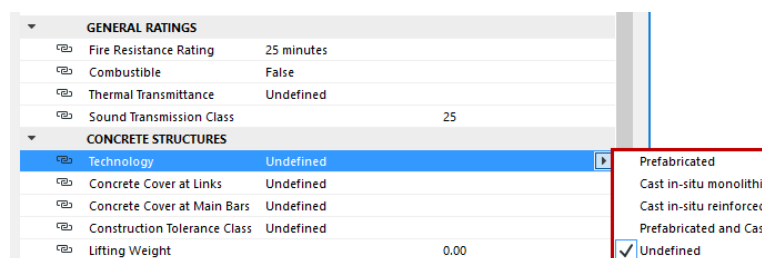 GENERAL RATINGS
Fire Resistance Rating 25 minutes
Combustible False
Thermal Transmittance Undefined
Sound Transmission Class 25
CONCRETE STRUCTURES
Technology Undefined
Concrete Cover at Links Undefined
Concrete Cover at Main Bars Undefined
Construction Tolerance Class Undefined
Lifting Weight 0.00
Prefabricated
Cast in-situ monolithi
Cast in-situ reinforced
Prefabricated and Cas
Undefined